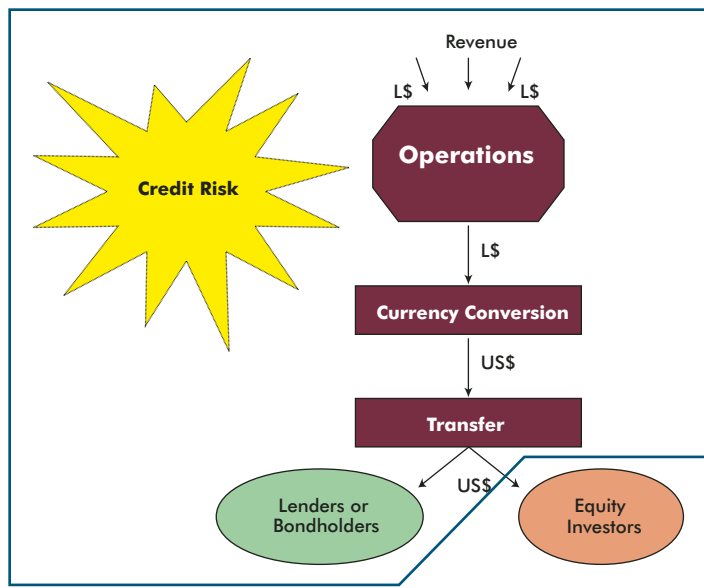 Revenue
L$ L$
Operations
Credit Risk
L$
Currency Conversion
US$
Transfer
US$
Lenders or
Bondholders
Equity
Investors